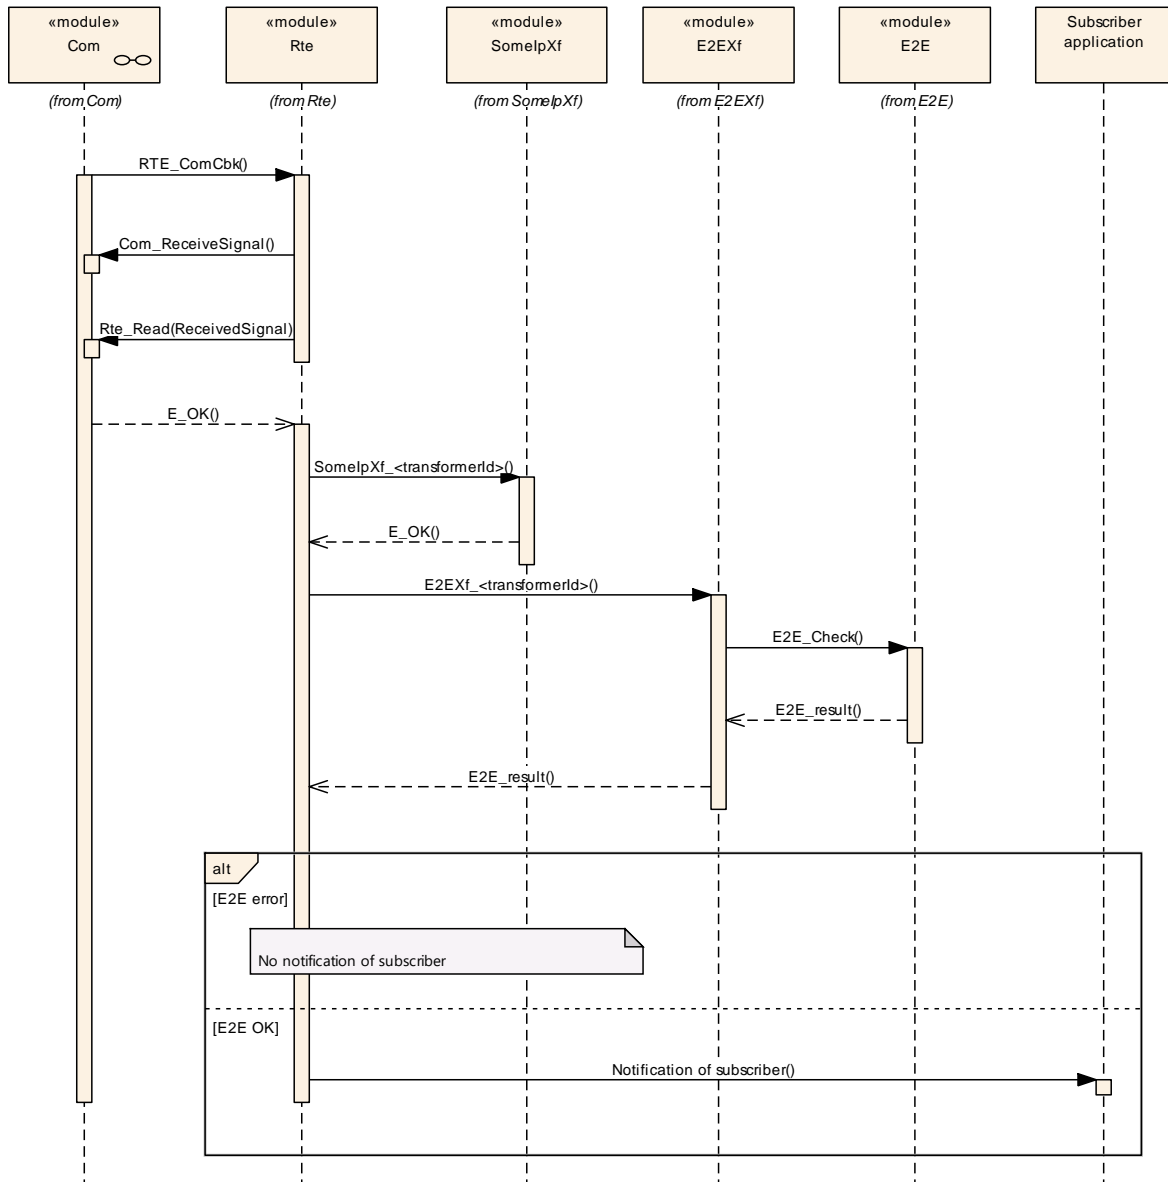 «module»
Com
«module»
Rte
«module»
SomeIpXf
«module»
E2EXf
«module»
E2E
Subscriber
application
(from Com)
(from Rte)
(from SomeIpXf)
(from E2EXf)
(from E2E)
RTE_ComCbk()
Com_ReceiveSignal()
Rte_Read(ReceivedSignal)
E_OK()
SomeIpXf_<transformerId>()
E_OK()
E2EXf_<transformerId>()
E2E_Check()
E2E_result()
E2E_result()
alt
[E2E error]
No notification of subscriber
[E2E OK]
Notification of subscriber()